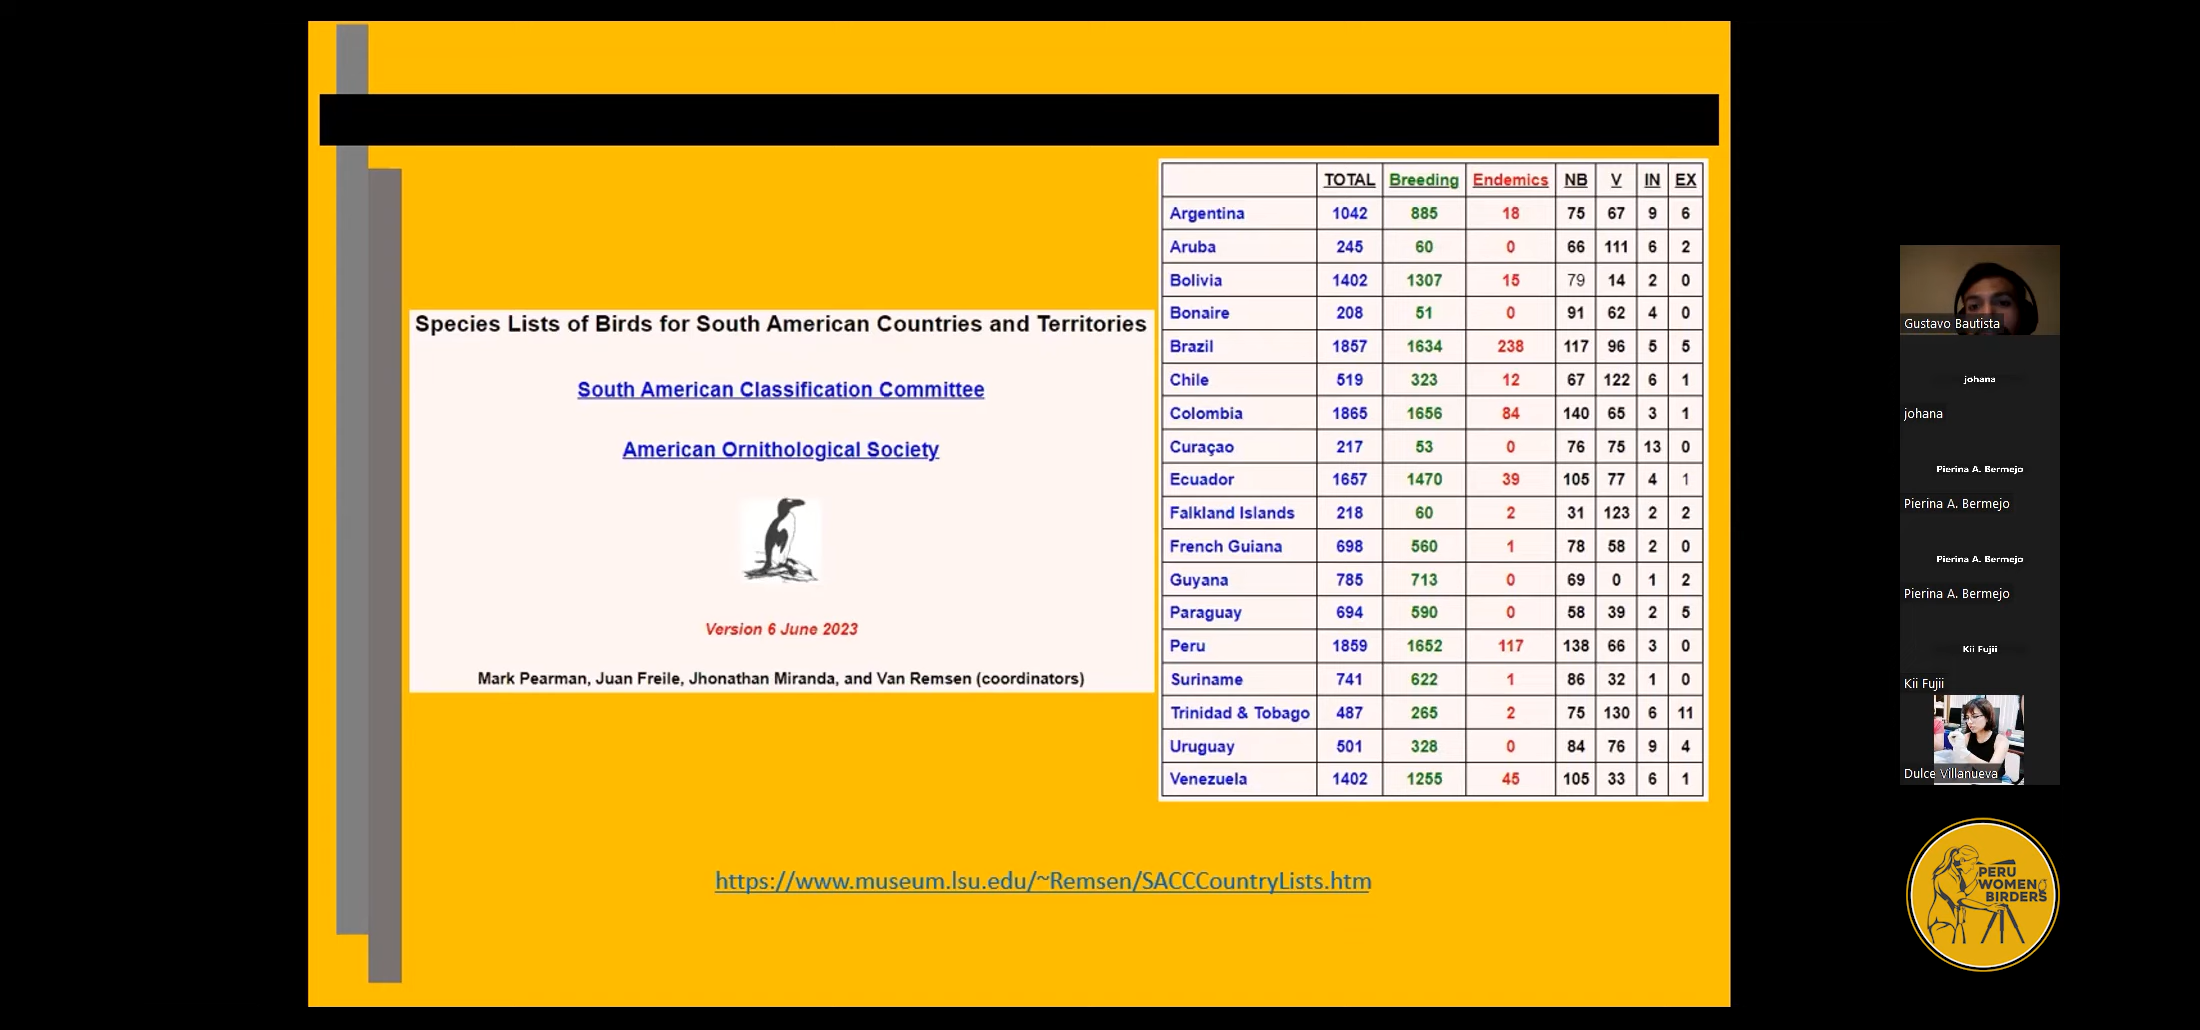 Species Lists of Birds for South American Countries and Territories
South American Classification Committee
American Ornithological Society
Version 6 June 2023
Mark Pearman, Juan Freile, Jhonathan Miranda, and Van Remsen (coordinators)
TOTAL Breeding Endemics NB V IN EX
Argentina 1042 885 18 75 67 9 6
Aruba 245 60 0 66 111 6 2
Bolivia 1402 1307 15 79 14 2 0
Bonaire 208 51 0 91 62 4 0
Brazil 1857 1634 238 117 96 5 5
Chile 519 323 12 67 122 6 1
Colombia 1865 1656 84 140 65 3 1
Curaçao 217 53 0 76 75 13 0
Ecuador 1657 1470 39 105 77 4 1
Falkland Islands 218 60 2 31 123 2 2
French Guiana 698 560 1 78 58 2 0
Guyana 785 713 0 69 0 1 2
Paraguay 694 590 0 58 39 2 5
Peru 1859 1652 117 138 66 3 0
Suriname 741 622 1 86 32 1 0
Trinidad & Tobago 487 265 2 75 130 6 11
Uruguay 501 328 0 84 76 9 4
Venezuela 1402 1255 45 105 33 6 1
https://www.museum.lsu.edu/~Remsen/SACCCountryLists.htm
Gustavo Bautista
johana
johana
Pierina A. Bermejo
Pierina A. Bermejo
Pierina A. Bermejo
Pierina A. Bermejo
Kii Fujii
Kii Fujii
Dulce Villanueva
PERU
WOMEN
BIRDERS